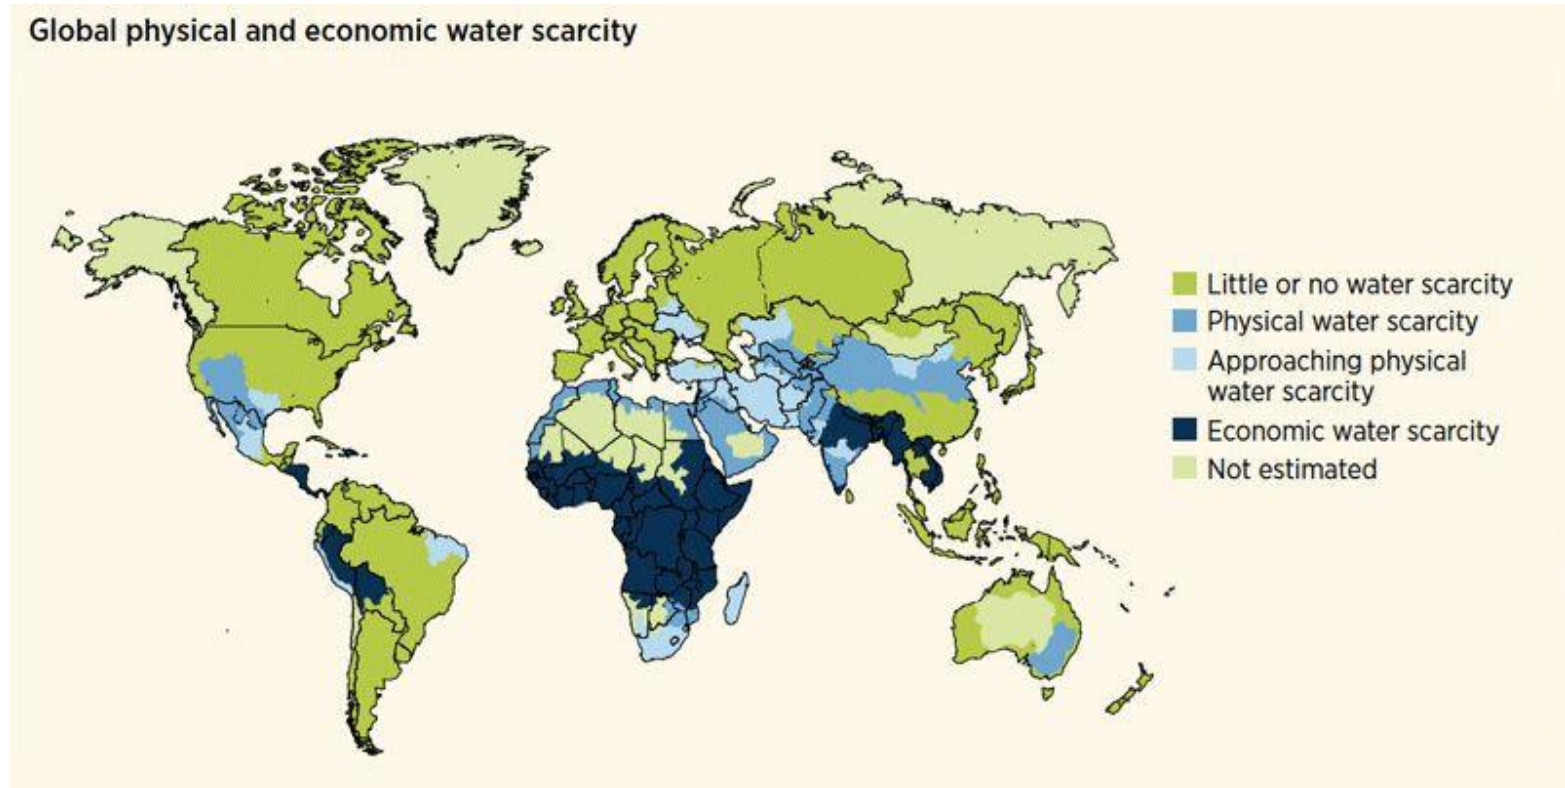 Global physical and economic water scarcity
Little or no water scarcity
Physical water scarcity
Approaching physical
water scarcity
Economic water scarcity
Not estimated